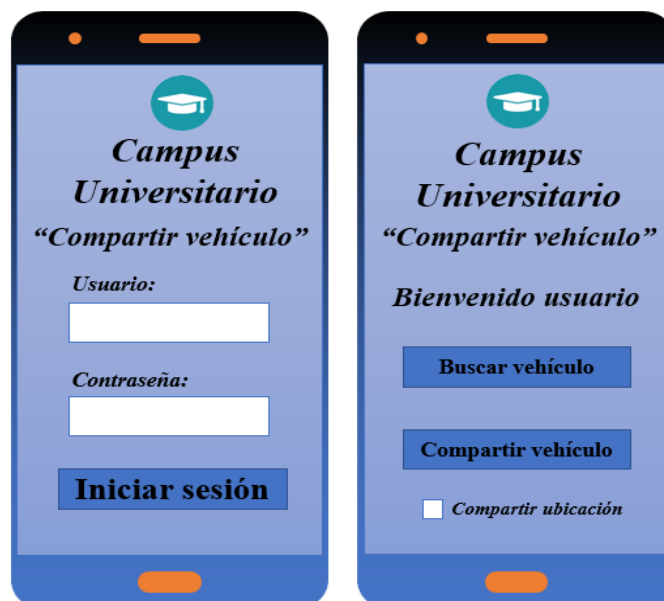 Campus
Universitario
“Compartir vehículo”
Usuario:
Contraseña:
Iniciar sesión
Campus
Universitario
“Compartir vehículo”
Bienvenido usuario
Buscar vehículo
Compartir vehículo
Compartir ubicación